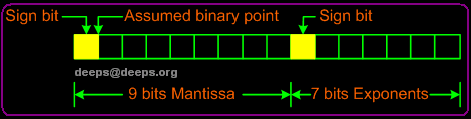 Sign bit Assumed binary point Sign bit
deeps@deeps.org
9 bits Mantissa 7 bits Exponents